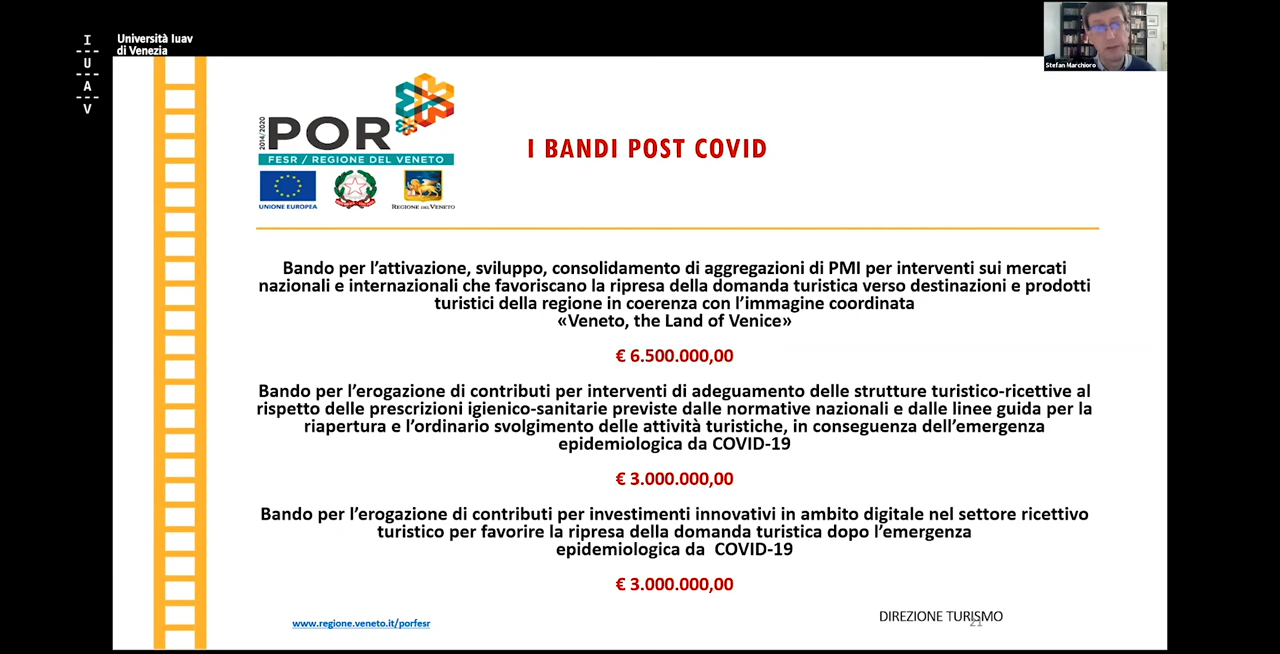 I
U
A
V
Università Iuav
di Venezia
Stefan Marchioro
2014/2020
POR
FESR / REGIONE DEL VENETO
UNIONE EUROPEA
REGIONE DEL VENETO
I BANDI POST COVID
Bando per l’attivazione, sviluppo, consolidamento di aggregazioni di PMI per interventi sui mercati
nazionali e internazionali che favoriscano la ripresa della domanda turistica verso destinazioni e prodotti
turistici della regione in coerenza con l’immagine coordinata
«Veneto, the Land of Venice»
€ 6.500.000,00
Bando per l’erogazione di contributi per interventi di adeguamento delle strutture turistico-ricettive al
rispetto delle prescrizioni igienico-sanitarie previste dalle normative nazionali e dalle linee guida per la
riapertura e l’ordinario svolgimento delle attività turistiche, in conseguenza dell’emergenza
epidemiologica da COVID-19
€ 3.000.000,00
Bando per l’erogazione di contributi per investimenti innovativi in ambito digitale nel settore ricettivo
turistico per favorire la ripresa della domanda turistica dopo l’emergenza
epidemiologica da COVID-19
€ 3.000.000,00
www.regione.veneto.it/porfesr
DIREZIONE TURISMO
21